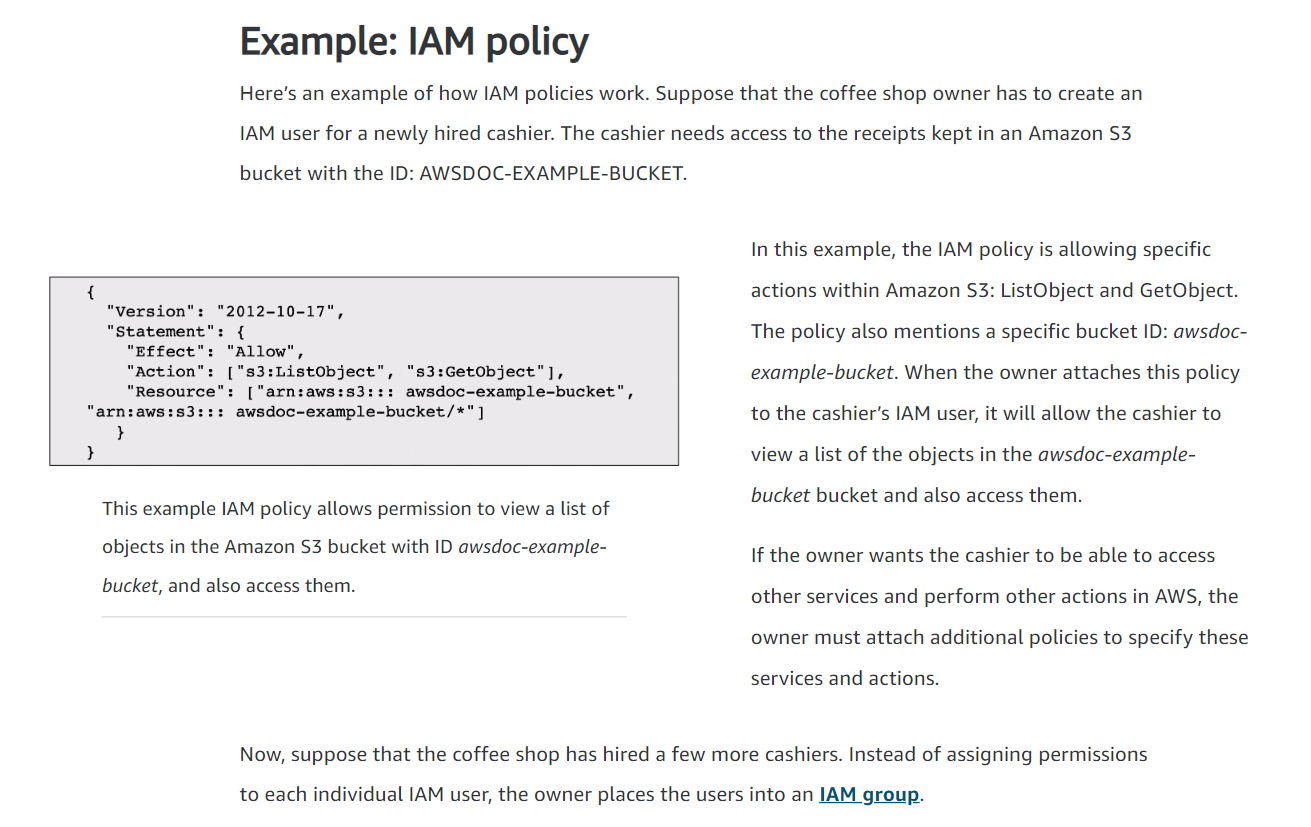 Example: IAM policy
Here’s an example of how IAM policies work. Suppose that the coffee shop owner has to create an
IAM user for a newly hired cashier. The cashier needs access to the receipts kept in an Amazon S3
bucket with the ID: AWSDOC-EXAMPLE-BUCKET.
{
  "Version": "2012-10-17",
  "Statement": {
    "Effect": "Allow",
    "Action": ["s3:ListObject", "s3:GetObject"],
    "Resource": ["arn:aws:s3::: awsdoc-example-bucket",
"arn:aws:s3::: awsdoc-example-bucket/*"]
   }
}
This example IAM policy allows permission to view a list of
objects in the Amazon S3 bucket with ID awsdoc-example-
bucket, and also access them.
In this example, the IAM policy is allowing specific
actions within Amazon S3: ListObject and GetObject.
The policy also mentions a specific bucket ID: awsdoc-
example-bucket. When the owner attaches this policy
to the cashier’s IAM user, it will allow the cashier to
view a list of the objects in the awsdoc-example-
bucket bucket and also access them.
If the owner wants the cashier to be able to access
other services and perform other actions in AWS, the
owner must attach additional policies to specify these
services and actions.
Now, suppose that the coffee shop has hired a few more cashiers. Instead of assigning permissions
to each individual IAM user, the owner places the users into an IAM group.